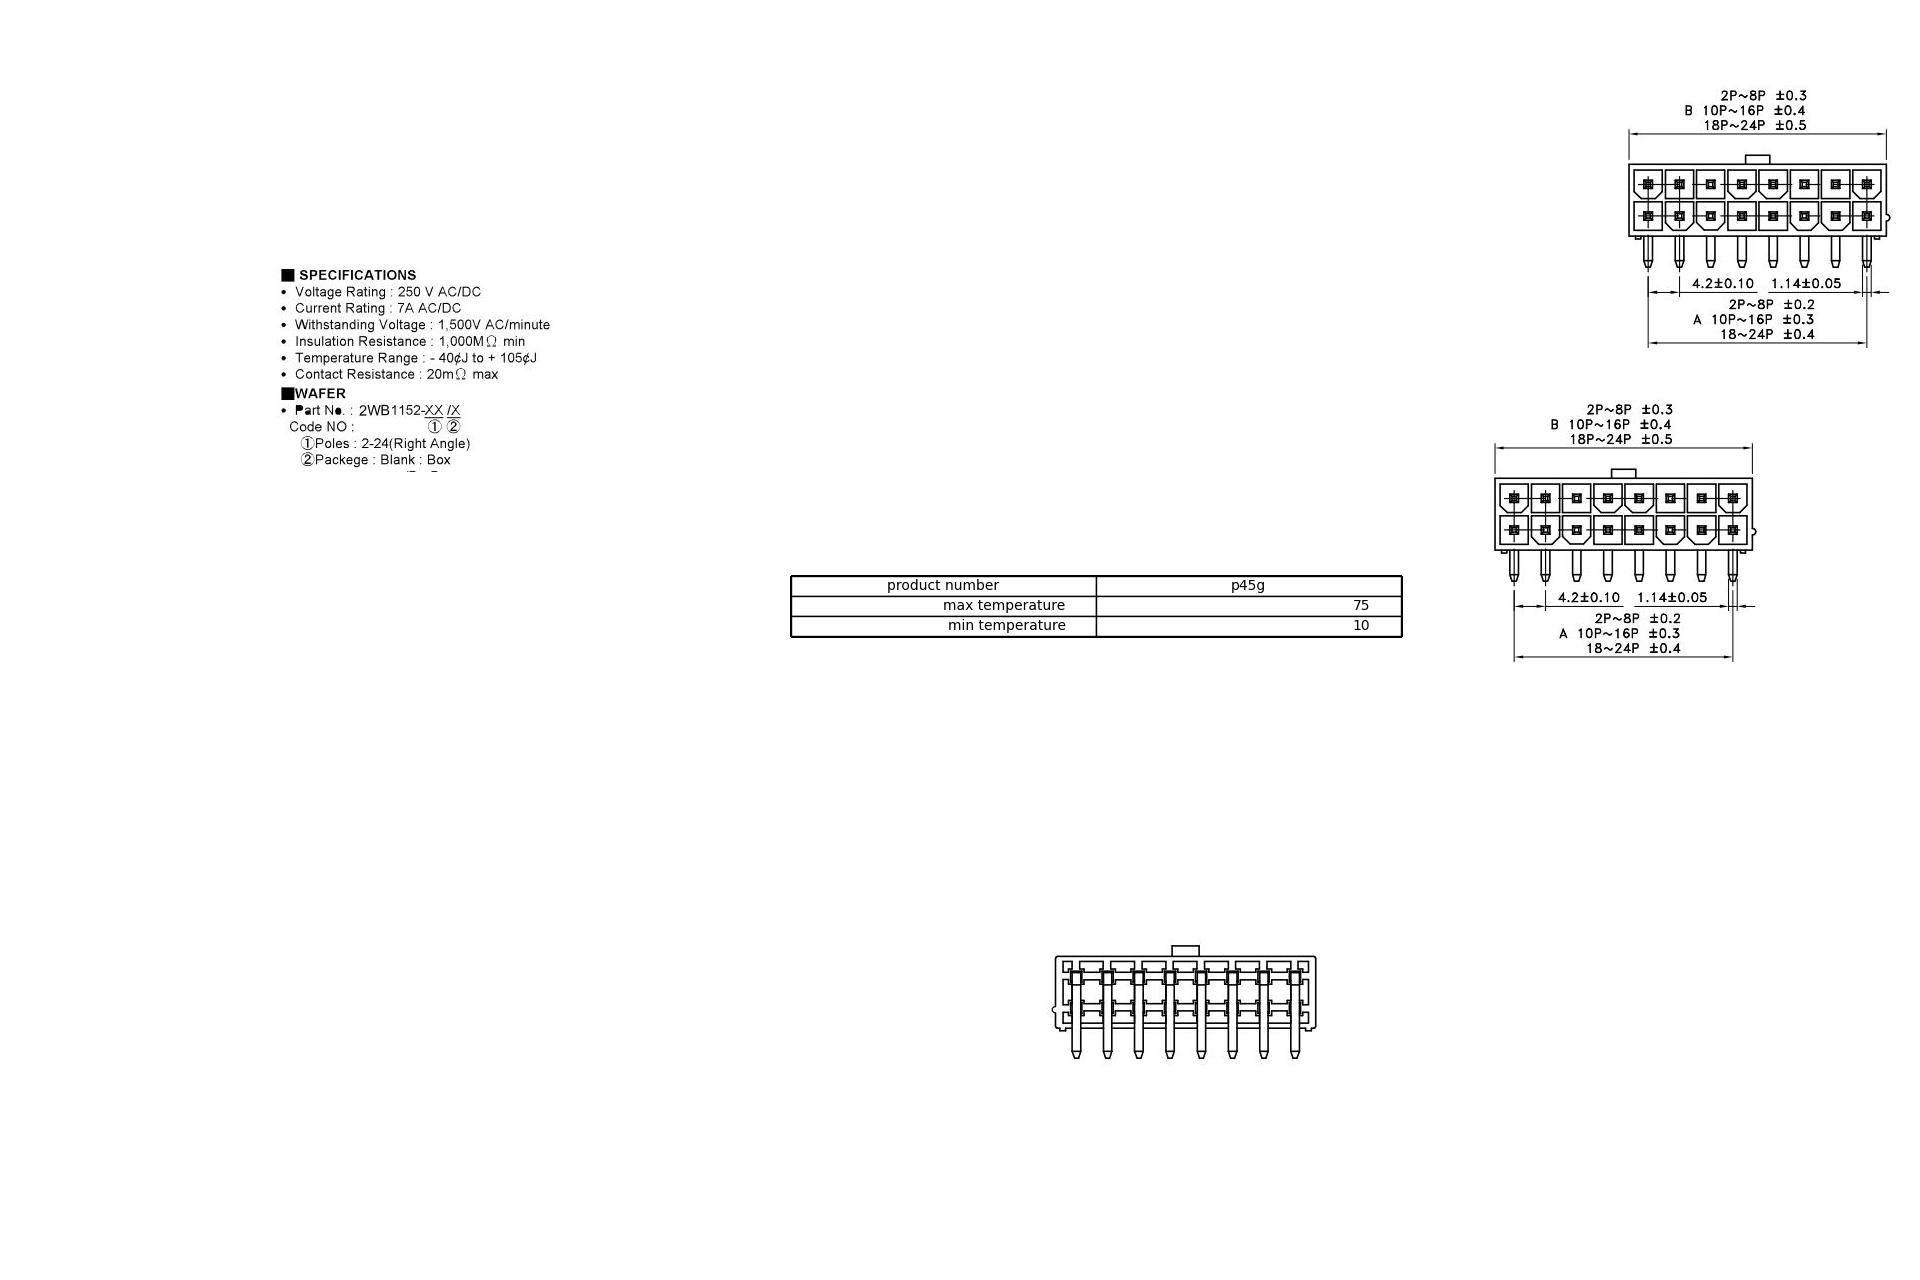 2P~8P ±0.3
B 10P~16P ±0.4
18P~24P ±0.5
4.2±0.10 1.14±0.05
2P~8P ±0.2
A 10P~16P ±0.3
18~24P ±0.4
■ SPECIFICATIONS
• Voltage Rating : 250 V AC/DC
• Current Rating : 7A AC/DC
• Withstanding Voltage : 1,500V AC/minute
• Insulation Resistance : 1,000MΩ min
• Temperature Range : - 40¢J to + 105¢J
• Contact Resistance : 20mΩ max
■WAFER
• Part No. : 2WB1152-XX /X
Code NO : ① ②
①Poles : 2-24(Right Angle)
②Packege : Blank : Box
2P~8P ±0.3
B 10P~16P ±0.4
18P~24P ±0.5
4.2±0.10 1.14±0.05
2P~8P ±0.2
A 10P~16P ±0.3
18~24P ±0.4
product number p45g
max temperature 75
min temperature 10